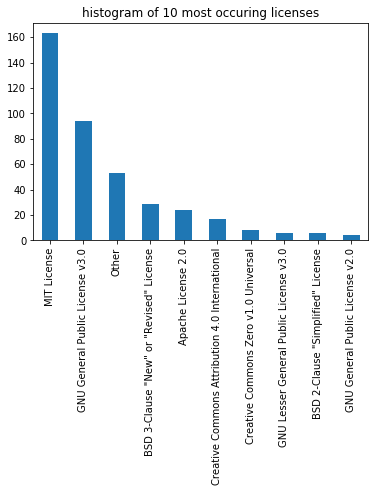 histogram of 10 most occuring licenses
160
140
120
100
80
60
40
20
0
MIT License
GNU General Public License v3.0
Other
BSD 3-Clause "New" or "Revised" License
Apache License 2.0
Creative Commons Attribution 4.0 International
Creative Commons Zero v1.0 Universal
GNU Lesser General Public License v3.0
BSD 2-Clause "Simplified" License
GNU General Public License v2.0